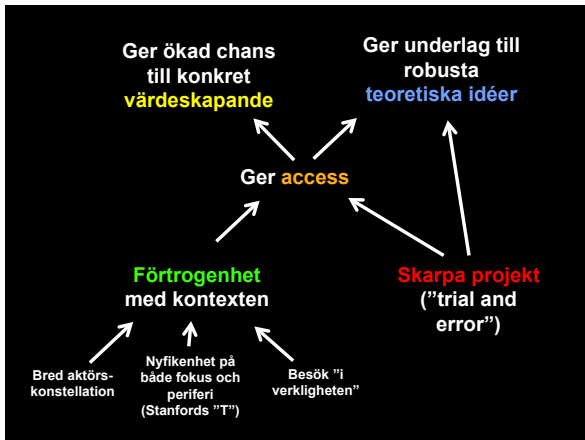 Ger ökad chans
till konkret
värdeskapande
Ger underlag till
robusta
teoretiska idéer
Ger access
Förtrogenhet
med kontexten
Skarpa projekt
(”trial and
error”)
Bred aktörs-
konstellation
Nyfikenhet på
både fokus och
periferi
(Stanfords ”T”)
Besök ”i
verkligheten”